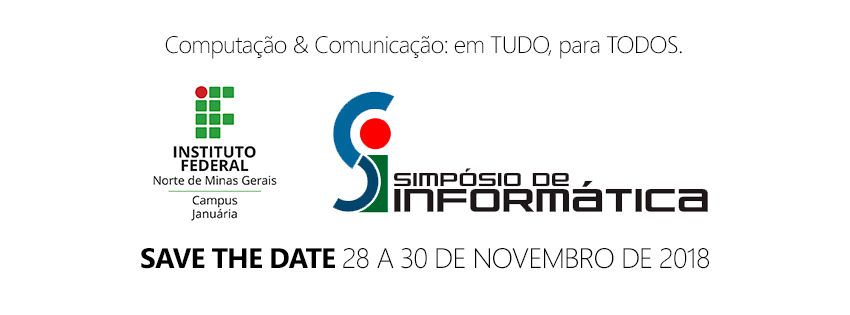 Computação & Comunicação: em TUDO, para TODOS.
INSTITUTO
FEDERAL
Norte de Minas Gerais
Campus
Januária
SIMPÓSIO DE
INFORMÁTICA
SAVE THE DATE 28 A 30 DE NOVEMBRO DE 2018